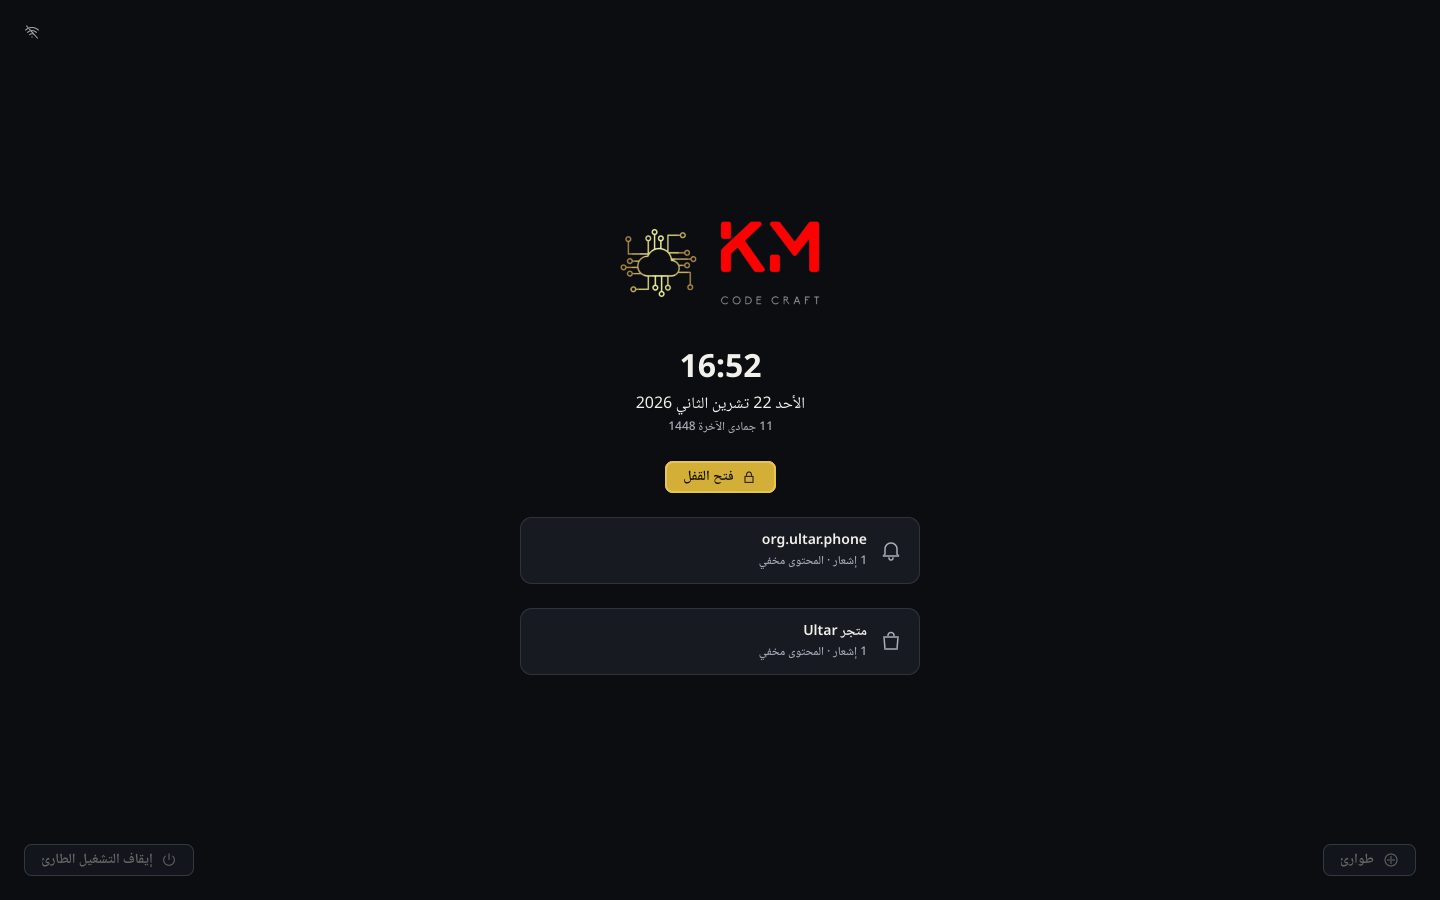 KM
CODE CRAFT
16:52
الأحد 22 تشرين الثاني 2026
11 جمادى الآخرة 1448
فتح القفل
org.ultar.phone
1 إشعار · المحتوى مخفي
متجر Ultar
1 إشعار · المحتوى مخفي
طوارئ
إيقاف التشغيل الطارئ